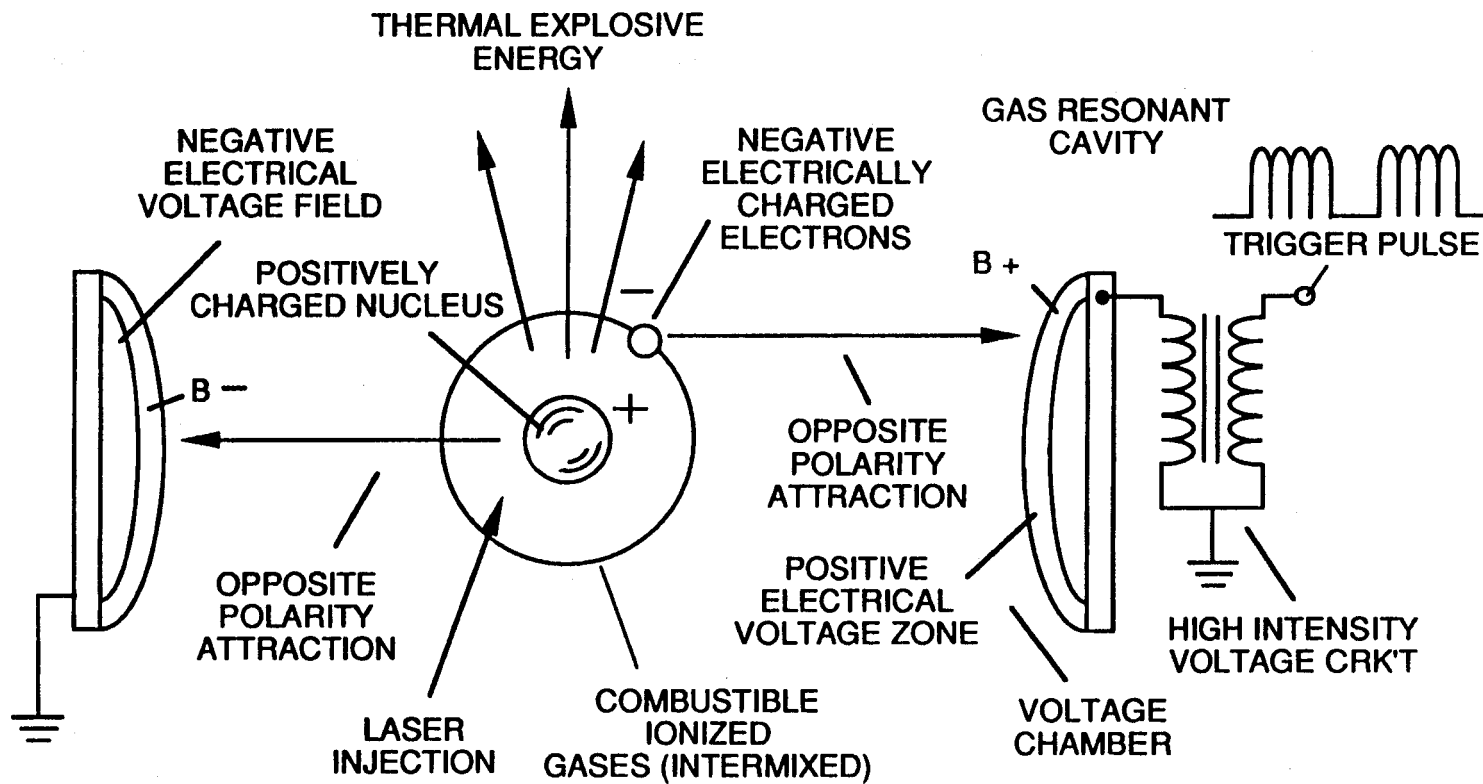 THERMAL EXPLOSIVE
ENERGY
NEGATIVE
ELECTRICAL
VOLTAGE FIELD
NEGATIVE
ELECTRICALLY
CHARGED
ELECTRONS
GAS RESONANT
CAVITY
TRIGGER PULSE
POSITIVELY
CHARGED NUCLEUS
B +
−
+
B −
OPPOSITE
POLARITY
ATTRACTION
OPPOSITE
POLARITY
ATTRACTION
POSITIVE
ELECTRICAL
VOLTAGE ZONE
HIGH INTENSITY
VOLTAGE CRK'T
LASER
INJECTION
COMBUSTIBLE
IONIZED
GASES (INTERMIXED)
VOLTAGE
CHAMBER